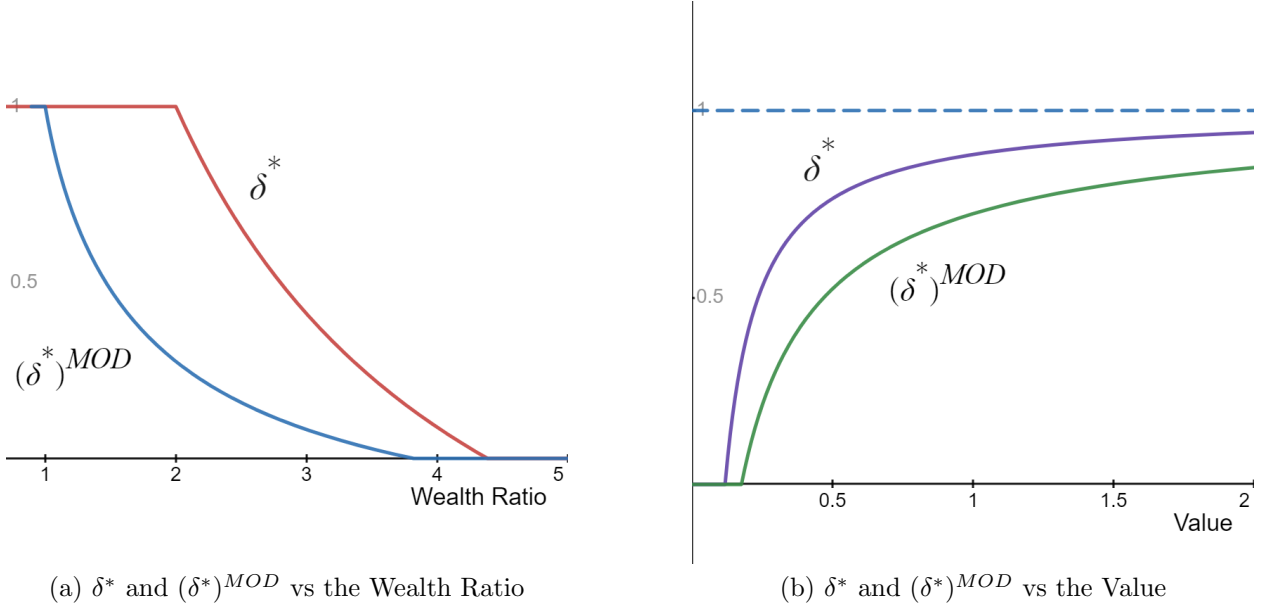 1
δ*
0.5
(δ*)^MOD
1 2 3 4 5
Wealth Ratio
(a) δ* and (δ*)^MOD vs the Wealth Ratio
1
δ*
(δ*)^MOD
0.5
0.5 1 1.5 2
Value
(b) δ* and (δ*)^MOD vs the Value